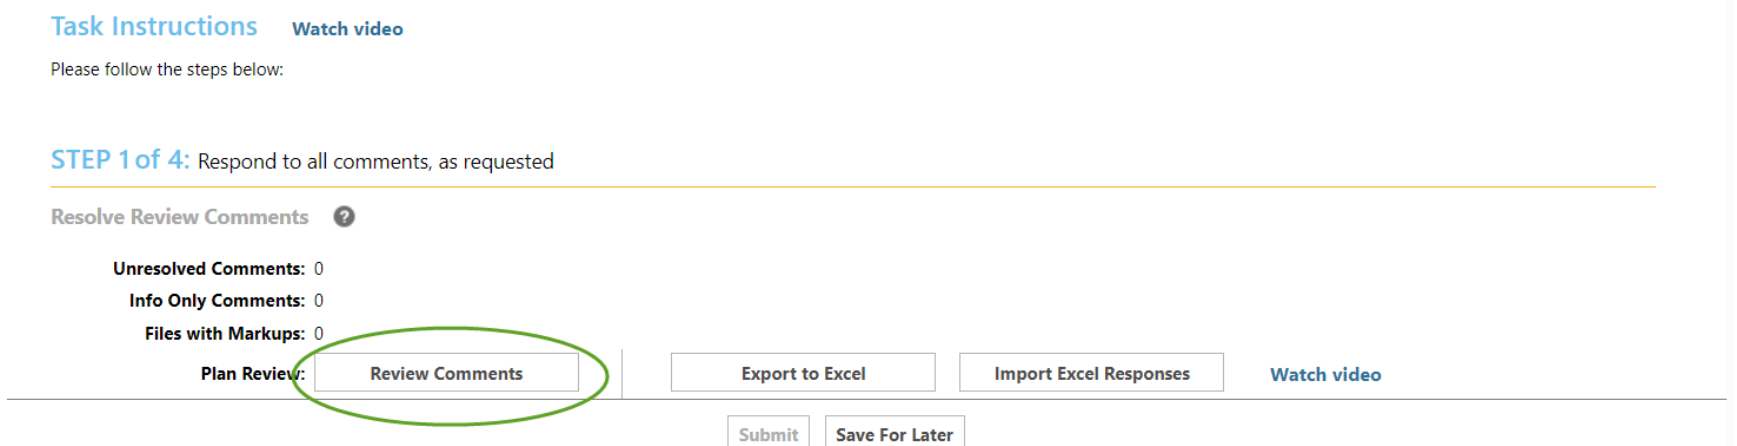 Task Instructions Watch video
Please follow the steps below:
STEP 1 of 4: Respond to all comments, as requested
Resolve Review Comments ?
Unresolved Comments: 0
Info Only Comments: 0
Files with Markups: 0
Plan Review: Review Comments Export to Excel Import Excel Responses Watch video
Submit Save For Later